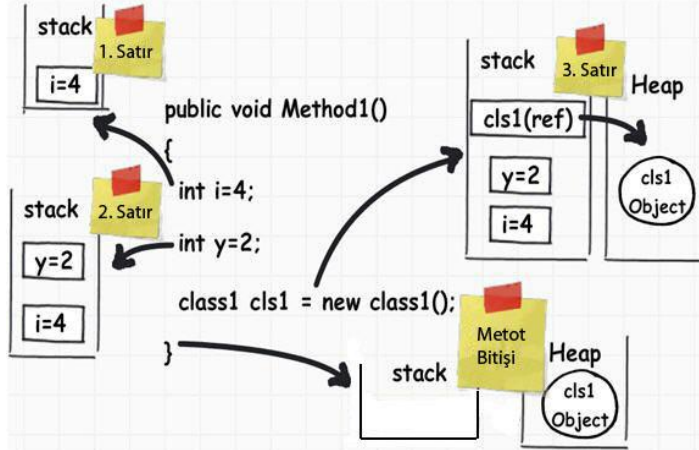 stack
1. Satır
i=4
public void Method1()
{
int i=4;
int y=2;
class1 cls1 = new class1();
}
stack
2. Satır
y=2
i=4
stack
3. Satır
Heap
cls1(ref)
y=2
i=4
cls1
Object
stack
Metot
Bitişi
Heap
cls1
Object